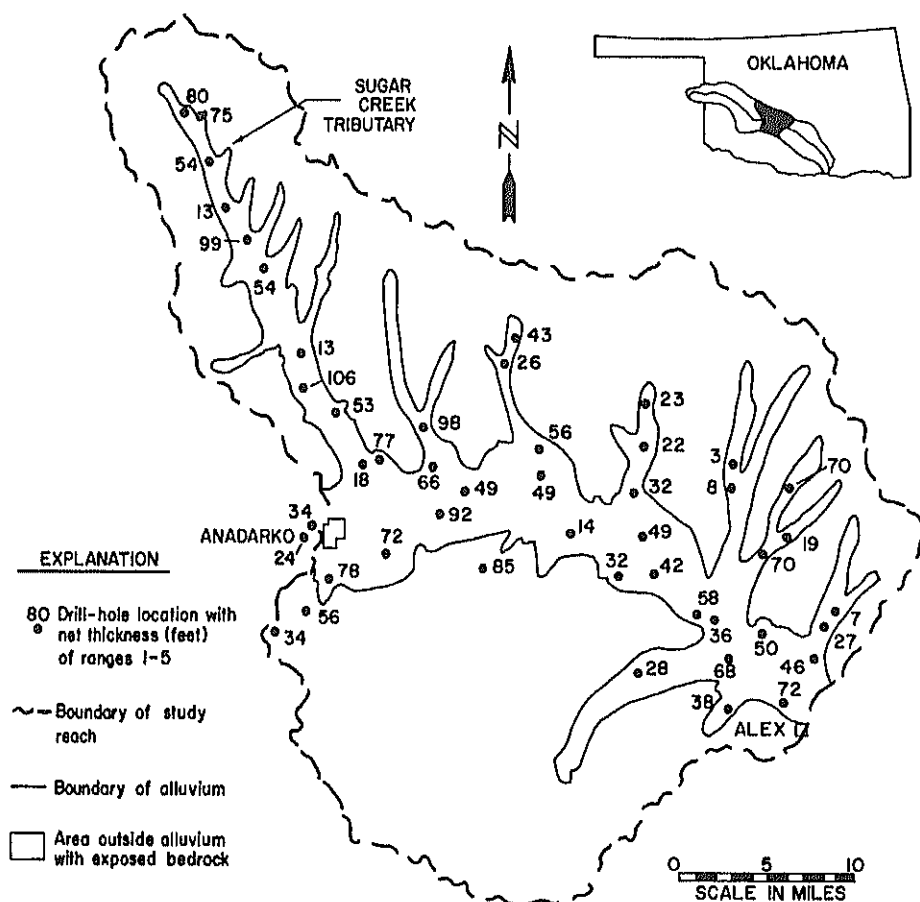 OKLAHOMA
80
75
SUGAR
CREEK
TRIBUTARY
54
13
99
54
N
13
106
53
43
26
23
98
56
22
3
70
77
18
66
49
49
32
8
34
ANADARKO
24
92
14
49
70
19
72
85
32
42
78
56
34
58
36
50
7
27
28
68
46
38
72
ALEX
EXPLANATION
80 Drill-hole location with
net thickness (feet)
of ranges 1-5
Boundary of study
reach
Boundary of alluvium
Area outside alluvium
with exposed bedrock
0 5 10
SCALE IN MILES